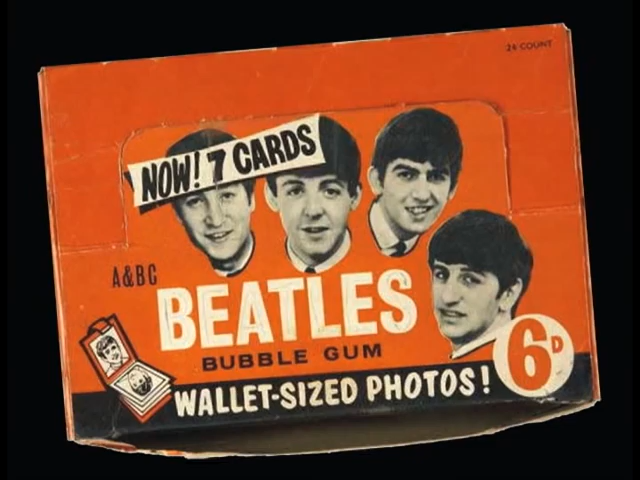 24 COUNT
NOW! 7 CARDS
A&BC
BEATLES
BUBBLE GUM
WALLET-SIZED PHOTOS!
6D